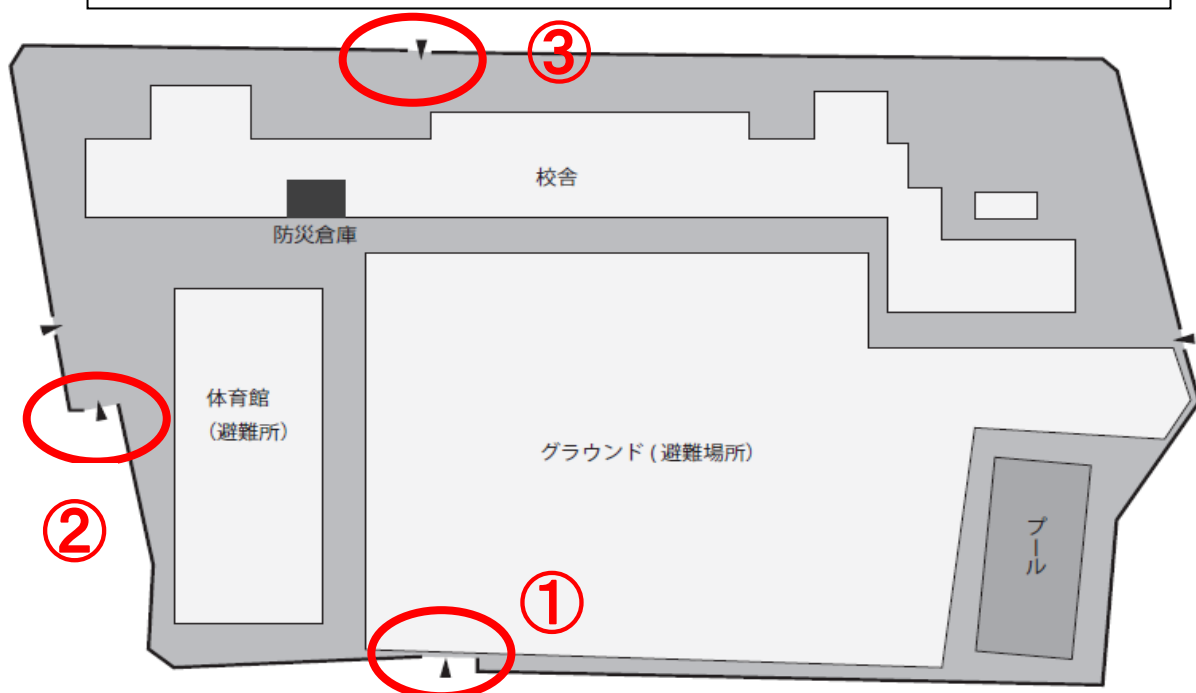 ③
校舎
防災倉庫
体育館
（避難所）
グラウンド ( 避難場所）
②
プール
①